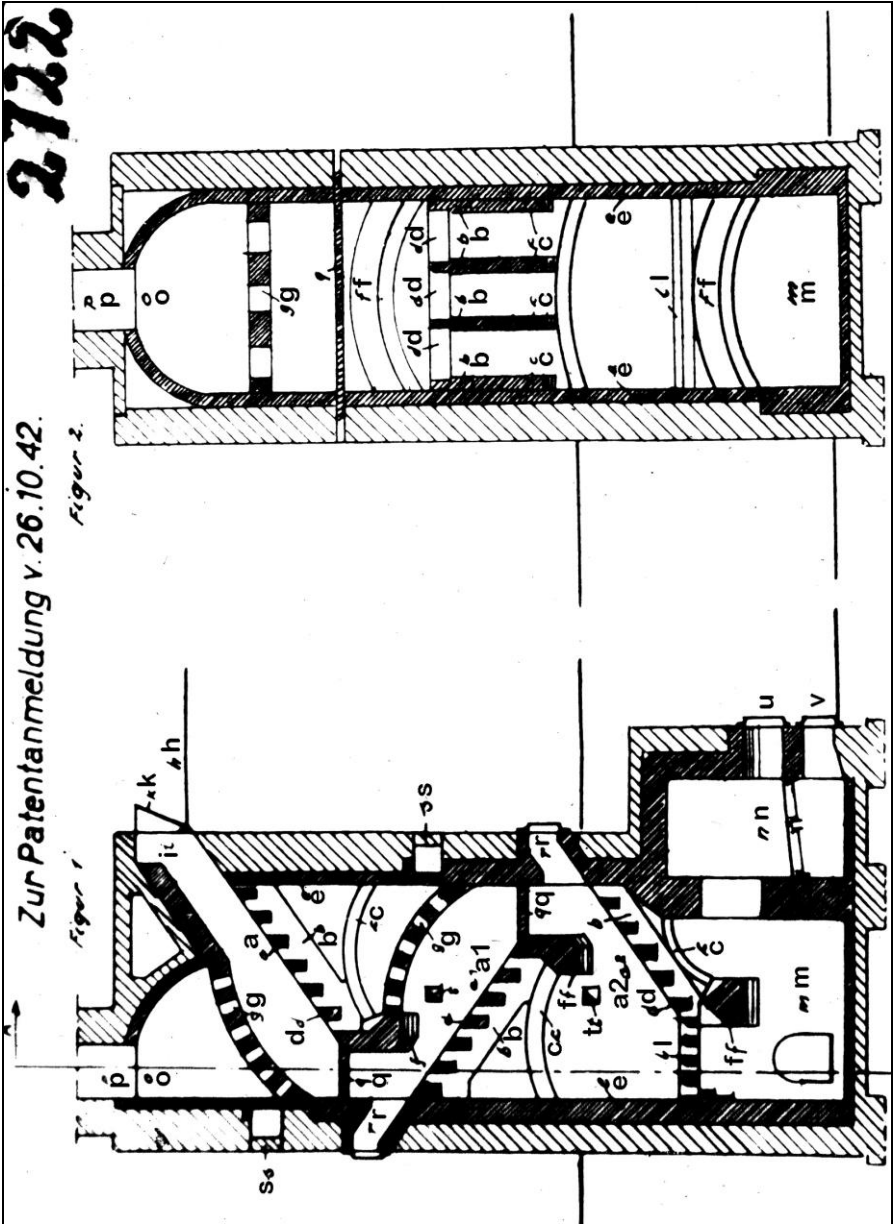 2722
Zur Patentanmeldung v. 26.10.42.
Figur 1
Figur 2.
p
o
g
i
k
h
a
d
b
e
c
s
s
g
q
r
f
a1
b
c
f
e
t
q
r
b
a2
d
c
l
f
m
n
u
v
p
o
g
q
f
d
d
d
b
b
b
c
c
c
e
e
l
f
m